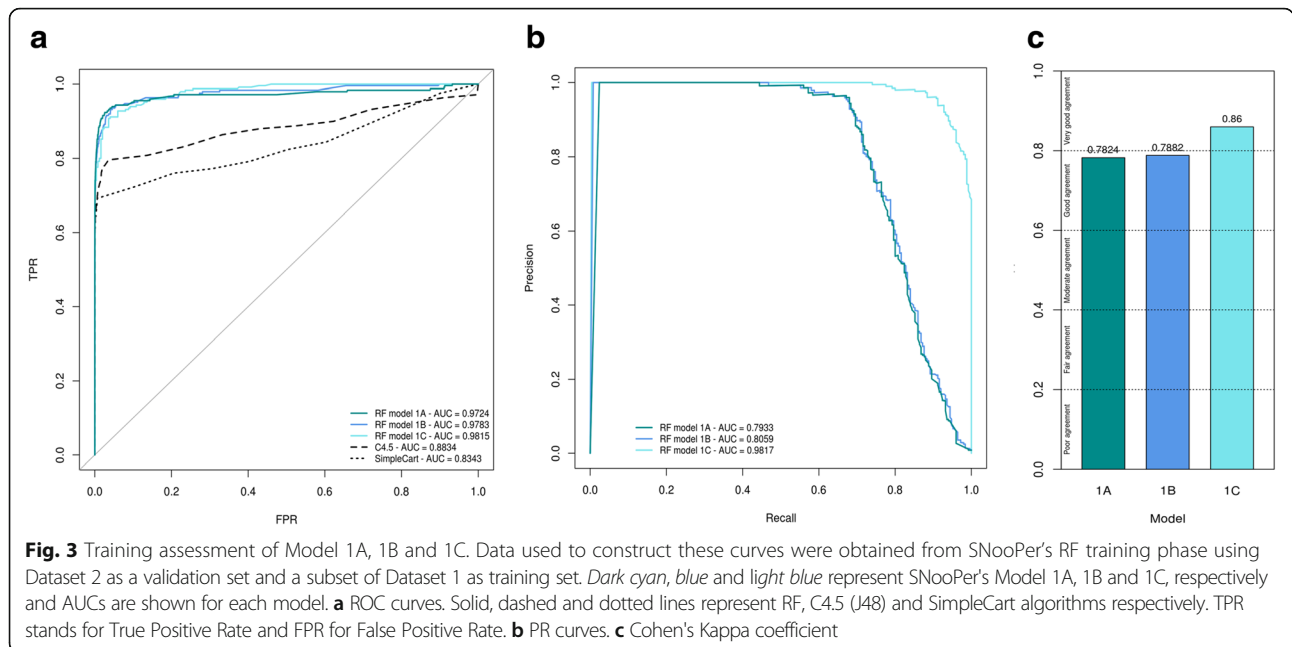 a
1.0
0.8
0.6
0.4
0.2
0.0
TPR
0.0 0.2 0.4 0.6 0.8 1.0
FPR
RF model 1A - AUC = 0.9724
RF model 1B - AUC = 0.9783
RF model 1C - AUC = 0.9815
C4.5 - AUC = 0.8834
SimpleCart - AUC = 0.8343
b
1.0
0.8
0.6
0.4
0.2
0.0
Precision
0.0 0.2 0.4 0.6 0.8 1.0
Recall
RF model 1A - AUC = 0.7933
RF model 1B - AUC = 0.8059
RF model 1C - AUC = 0.9817
c
1.0
0.8
0.6
0.4
0.2
0.0
Very good agreement
Good agreement
Moderate agreement
Fair agreement
Poor agreement
0.7824
0.7882
0.86
1A 1B 1C
Model
Fig. 3 Training assessment of Model 1A, 1B and 1C. Data used to construct these curves were obtained from SNooPer's RF training phase using
Dataset 2 as a validation set and a subset of Dataset 1 as training set. Dark cyan, blue and light blue represent SNooPer's Model 1A, 1B and 1C, respectively
and AUCs are shown for each model. a ROC curves. Solid, dashed and dotted lines represent RF, C4.5 (J48) and SimpleCart algorithms respectively. TPR
stands for True Positive Rate and FPR for False Positive Rate. b PR curves. c Cohen's Kappa coefficient